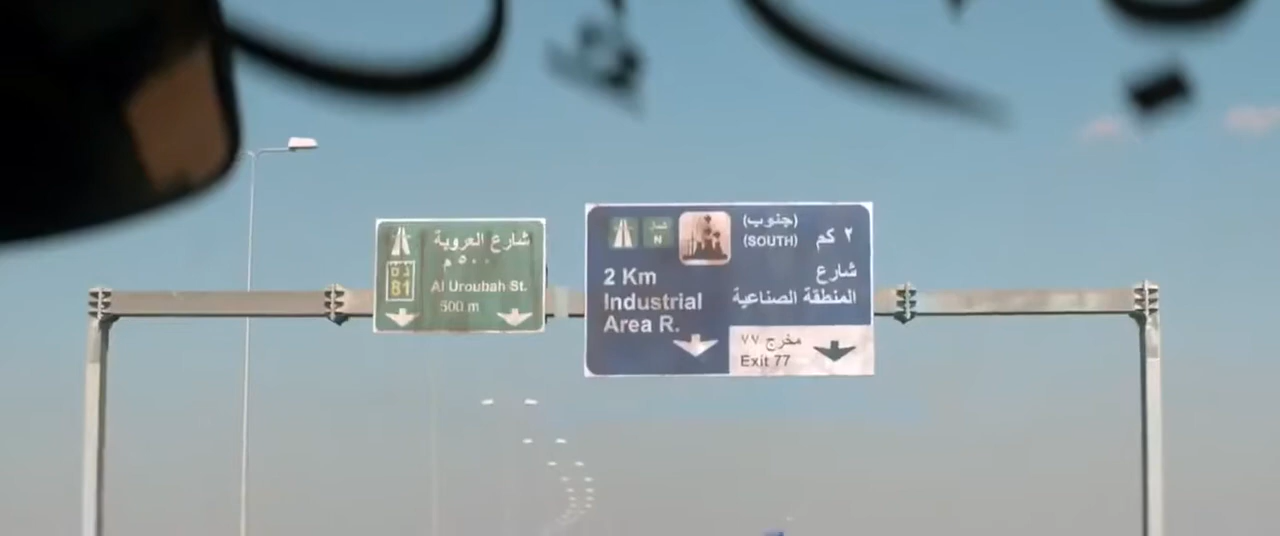 شارع العروبة
٥٠٠ م
81
Al Uroubah St.
500 m
شمال
N
(جنوب)
(SOUTH)
٢ كم
شارع
المنطقة الصناعية
2 Km
Industrial
Area R.
مخرج ٧٧
Exit 77